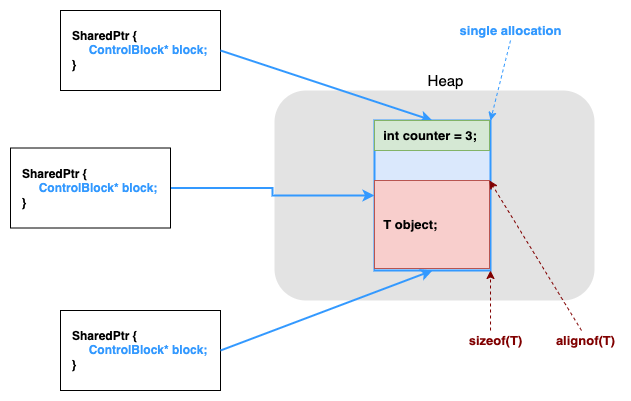 SharedPtr {
ControlBlock* block;
}
single allocation
Heap
int counter = 3;
SharedPtr {
ControlBlock* block;
}
T object;
SharedPtr {
ControlBlock* block;
}
sizeof(T)
alignof(T)